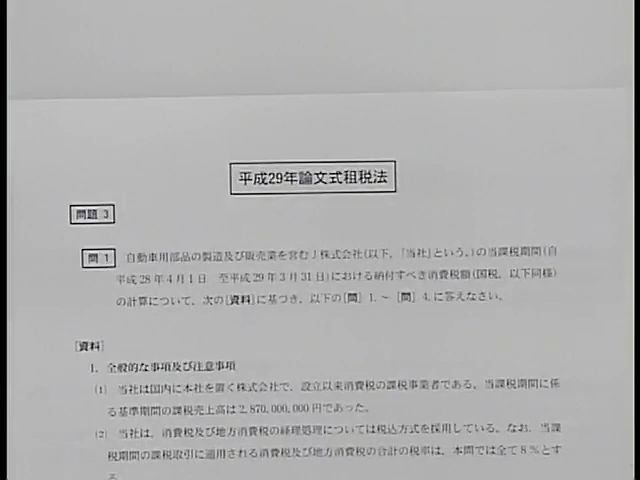 平成29年論文式租税法
問題 3
問 1 自動車用部品の製造及び販売業を営むJ株式会社(以下、「当社」という。)の当課税期間(自
平成28年4月1日 至平成29年3月31日)における納付すべき消費税額(国税、以下同様)
の計算について、次の[資料]に基づき、以下の[問] 1.～[問] 4.に答えなさい。
[資料]
1. 全般的な事項及び注意事項
(1) 当社は国内に本社を置く株式会社で、設立以来消費税の課税事業者である。当課税期間に係
る基準期間の課税売上高は2,870,000,000円であった。
(2) 当社は、消費税及び地方消費税の経理処理については税込方式を採用している。なお、当課
税期間の課税取引に適用される消費税及び地方消費税の合計の税率は、本問では全て8%とす
る